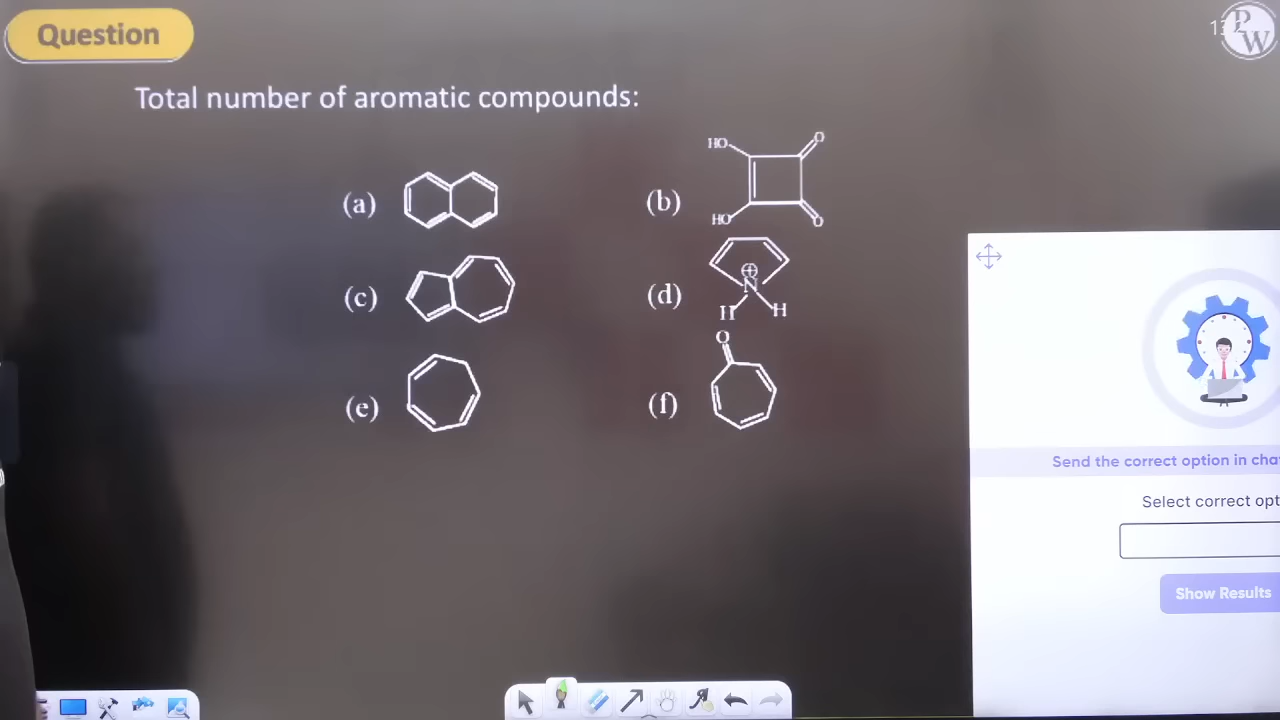 Question
PW
Total number of aromatic compounds:
(a)
(b) HO O
HO O
(c)
(d) ⊕
N
H H
(e)
(f) O
Send the correct option in cha
Select correct opt
Show Results